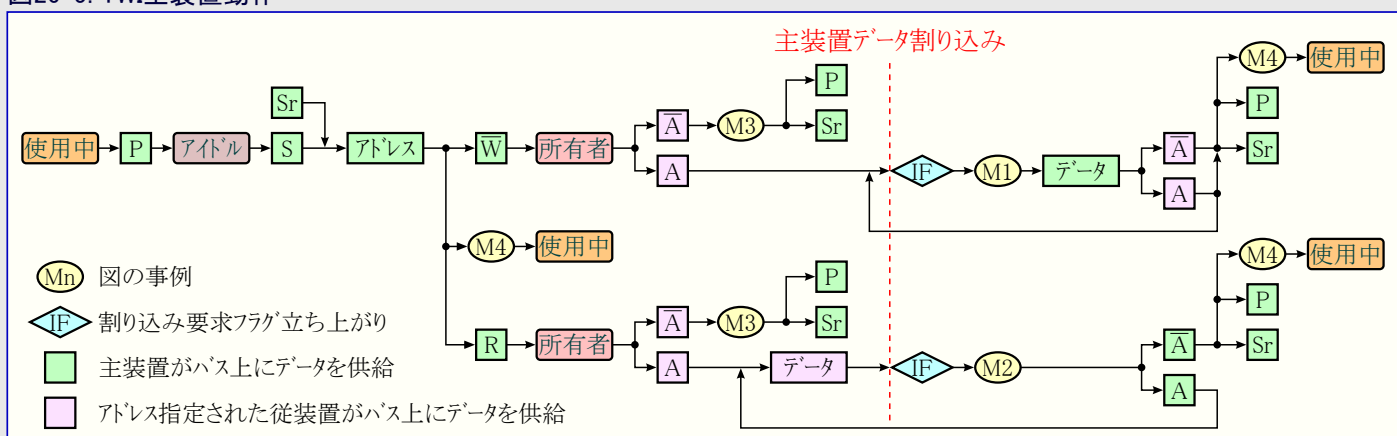 主装置データ割り込み
M4 使用中
P
Sr
P
A M3 Sr
Sr
使用中 P アイドル S アドレス W 所有者
A IF M1 データ A Sr
A
M4 使用中
M4 使用中
Mn 図の事例
P
P
IF 割り込み要求フラグ立ち上がり
R 所有者 A M3 Sr
A データ IF M2 A Sr
A
主装置がバス上にデータを供給
アドレス指定された従装置がバス上にデータを供給